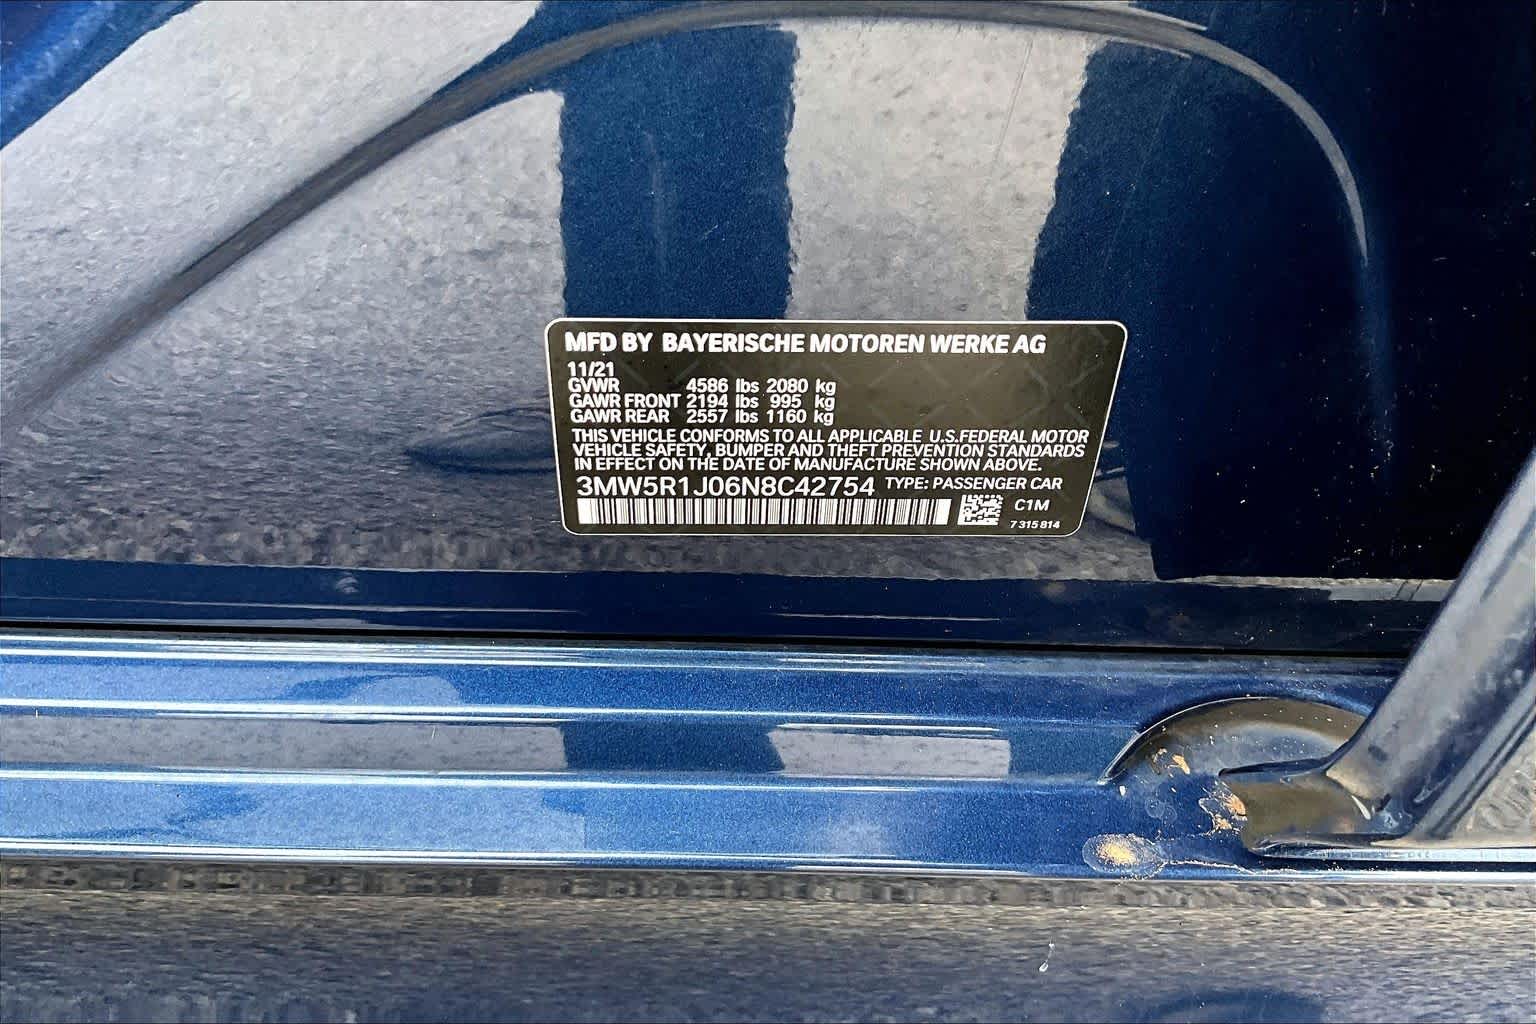 MFD BY BAYERISCHE MOTOREN WERKE AG
11/21
GVWR 4586 lbs 2080 kg
GAWR FRONT 2194 lbs 995 kg
GAWR REAR 2557 lbs 1160 kg
THIS VEHICLE CONFORMS TO ALL APPLICABLE U.S.FEDERAL MOTOR
VEHICLE SAFETY, BUMPER AND THEFT PREVENTION STANDARDS
IN EFFECT ON THE DATE OF MANUFACTURE SHOWN ABOVE.
3MW5R1J06N8C42754 TYPE: PASSENGER CAR
C1M
7 315 814